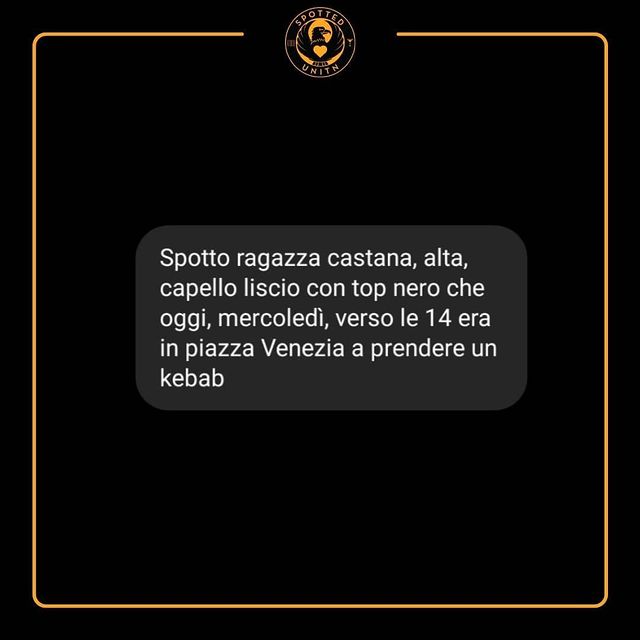 SPOTTED
UNITN
Spotto ragazza castana, alta,
capello liscio con top nero che
oggi, mercoledì, verso le 14 era
in piazza Venezia a prendere un
kebab